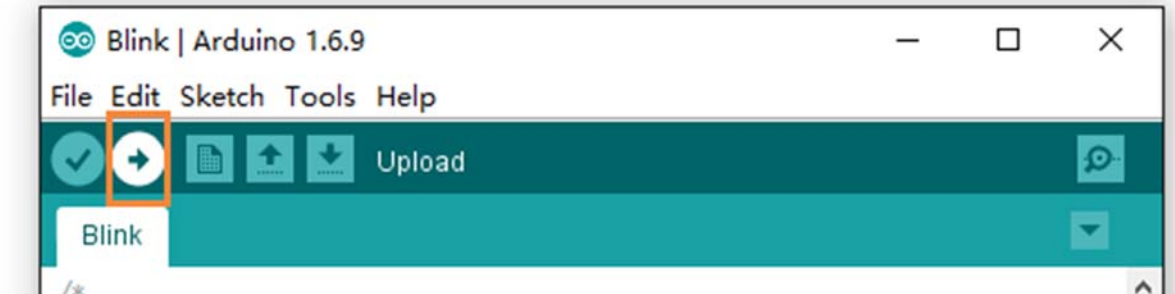 Blink | Arduino 1.6.9
File Edit Sketch Tools Help
Upload
Blink
/*